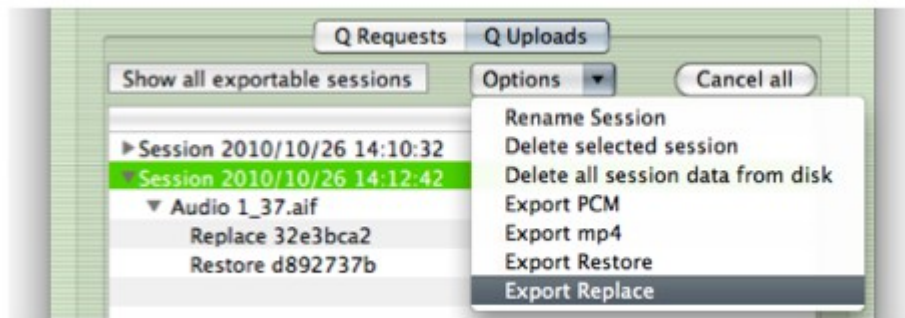 Q Requests Q Uploads
Show all exportable sessions Options Cancel all
Session 2010/10/26 14:10:32
Session 2010/10/26 14:12:42
Audio 1_37.aif
Replace 32e3bca2
Restore d892737b
Rename Session
Delete selected session
Delete all session data from disk
Export PCM
Export mp4
Export Restore
Export Replace